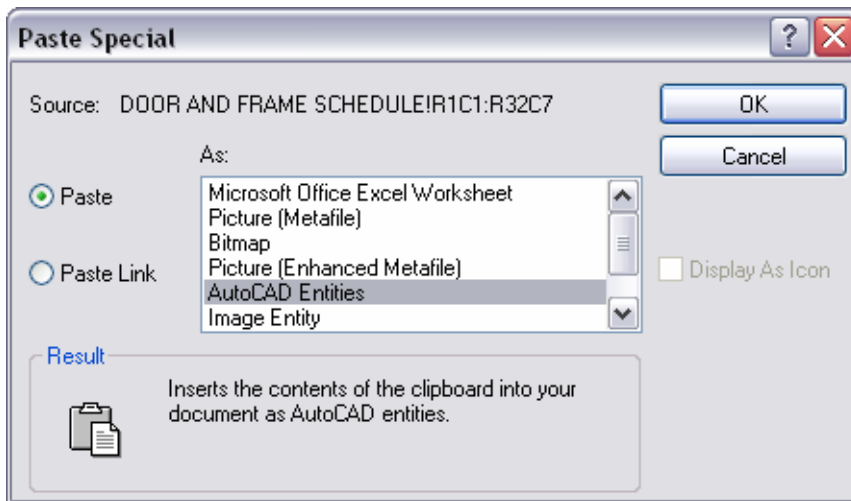 Paste Special
Source: DOOR AND FRAME SCHEDULE!R1C1:R32C7
OK
As:
Cancel
Paste
Microsoft Office Excel Worksheet
Picture (Metafile)
Bitmap
Paste Link
Picture (Enhanced Metafile)
Display As Icon
AutoCAD Entities
Image Entity
Result
Inserts the contents of the clipboard into your
document as AutoCAD entities.